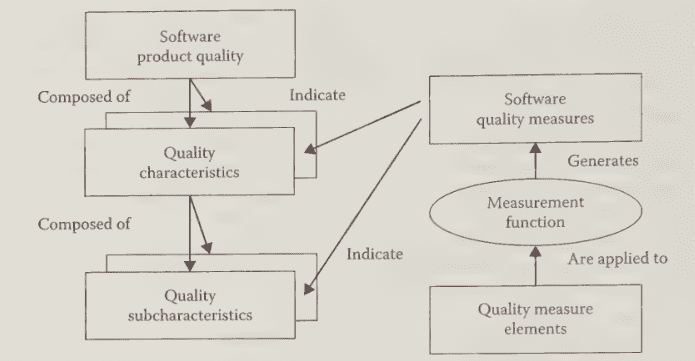 Software
product quality
Composed of
Indicate
Software
quality measures
Quality
characteristics
Generates
Measurement
function
Composed of
Indicate
Are applied to
Quality
subcharacteristics
Quality measure
elements